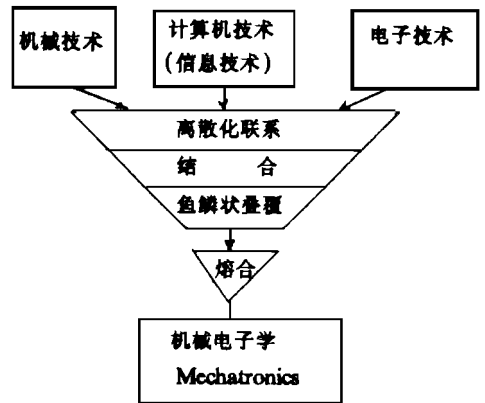 机械技术
计算机技术
(信息技术)
电子技术
离散化联系
结 合
鱼鳞状叠覆
熔合
机械电子学
Mechatronics